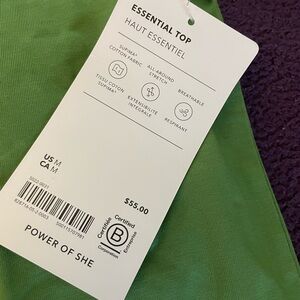 ESSENTIAL TOP
HAUT ESSENTIEL
SUPIMA®
COTTON FABRIC
ALL-AROUND
STRETCH
BREATHABLE
TISSU COTON
SUPIMA®
EXTENSIBILITÉ
INTÉGRALE
RESPIRANT
US M
CA M
$55.00
POWER OF SHE
Certified
B
Corporation
Certifiée
Entreprise